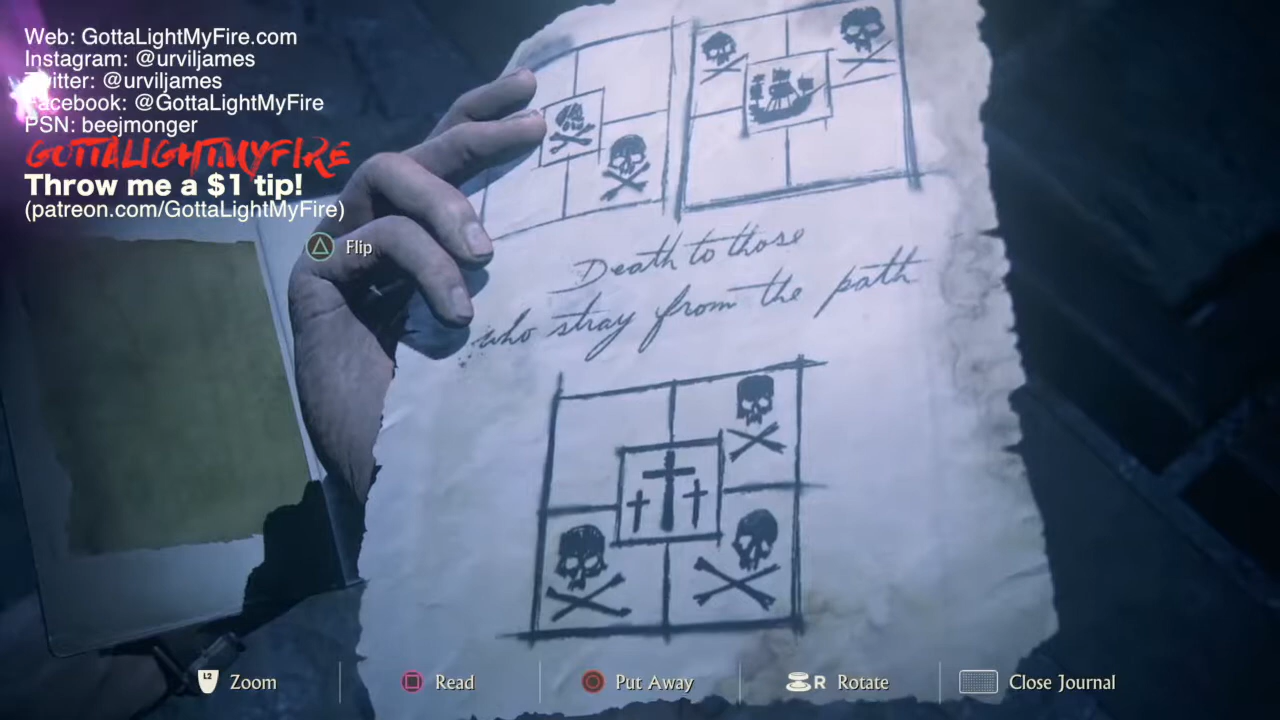 Web: GottaLightMyFire.com
Instagram: @urviljames
Twitter: @urviljames
Facebook: @GottaLightMyFire
PSN: beejmonger
GOTTALIGHTMYFIRE
Throw me a $1 tip!
(patreon.com/GottaLightMyFire)
Flip
Death to those
who stray from the path
L2 Zoom
Read
Put Away
R Rotate
Close Journal